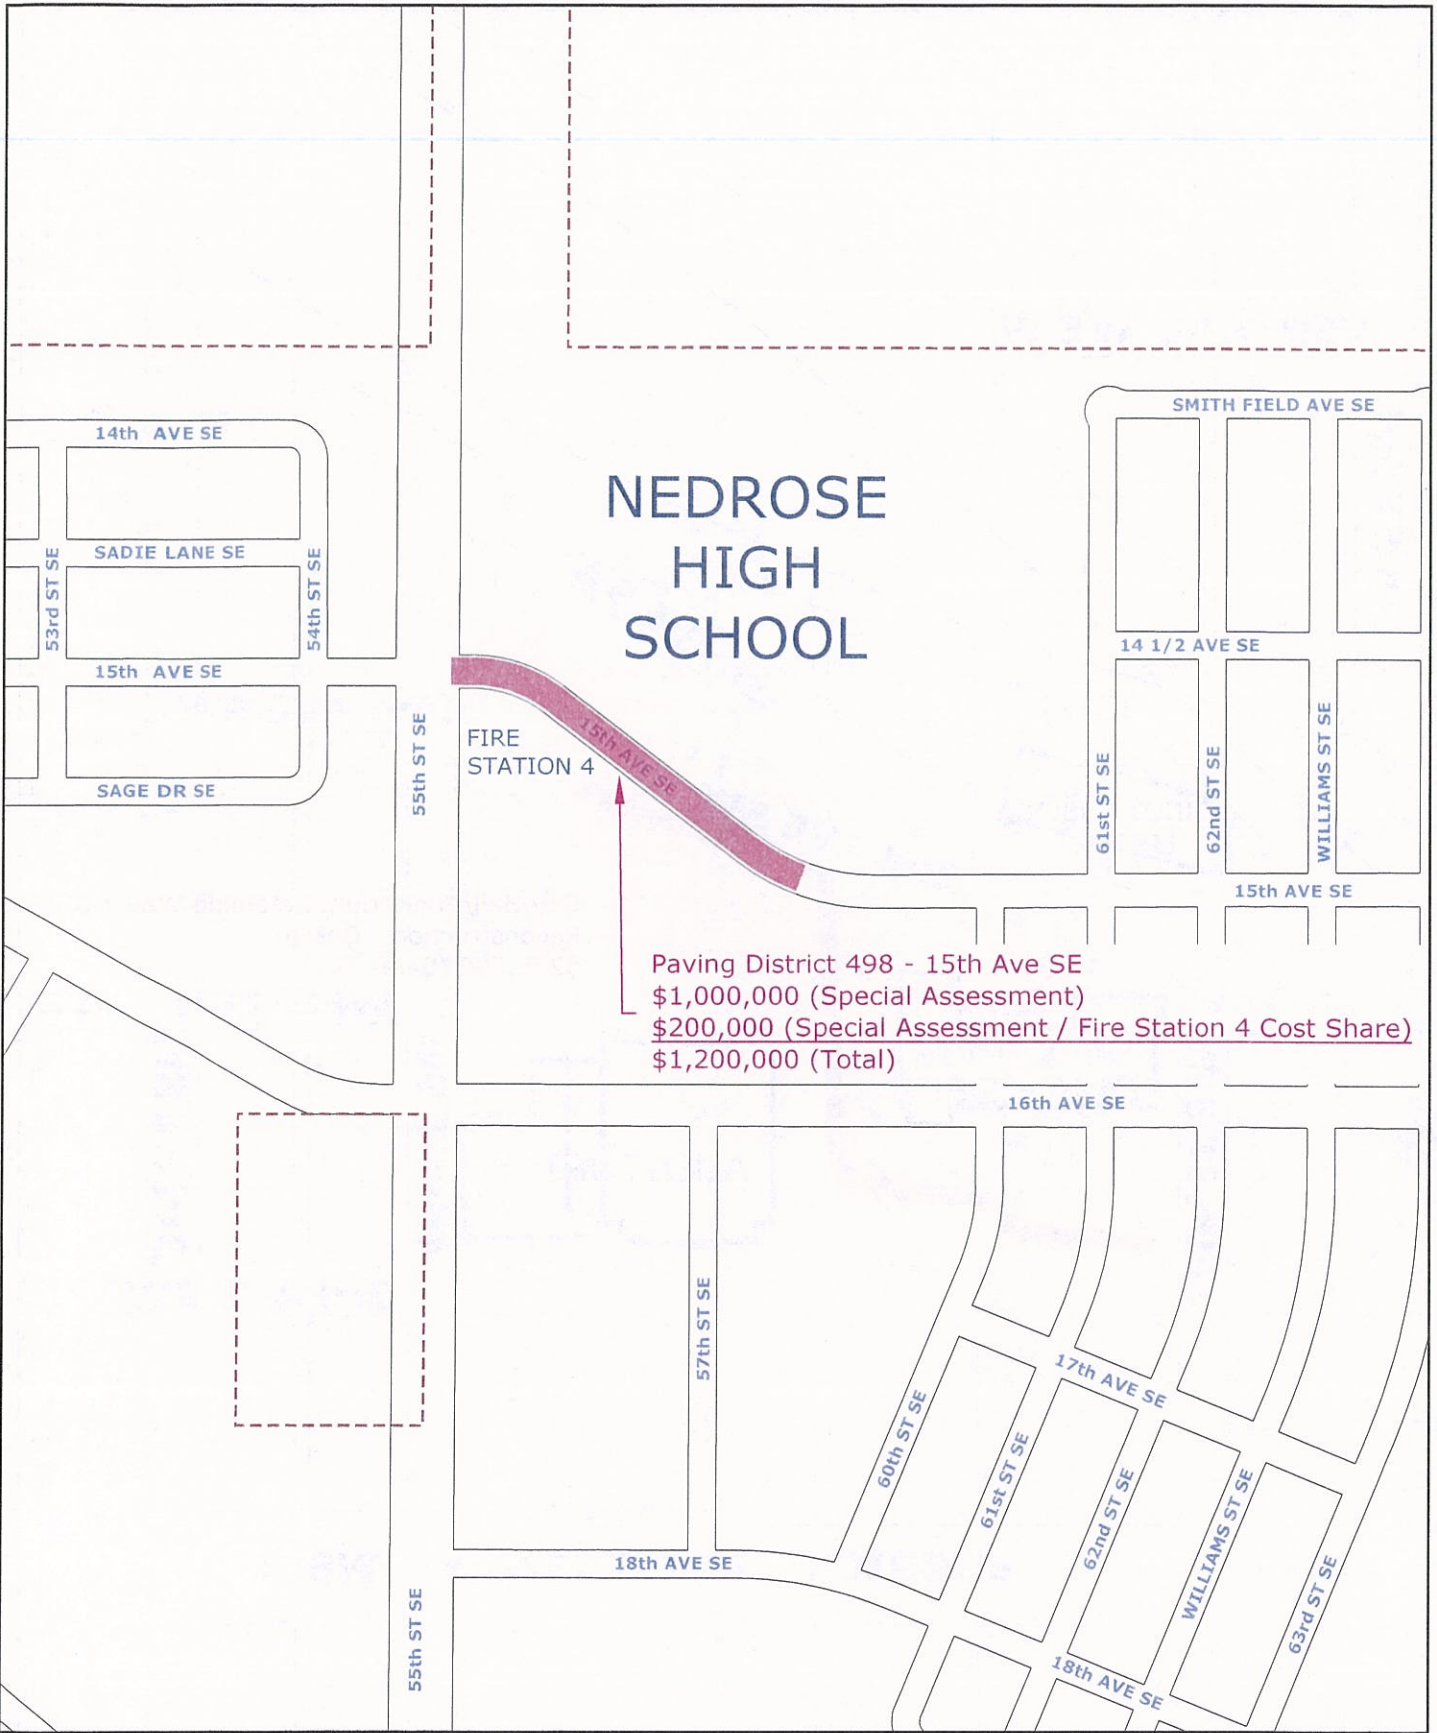 SMITH FIELD AVE SE
14th AVE SE
NEDROSE
HIGH
SCHOOL
SADIE LANE SE
53rd ST SE
54th ST SE
14 1/2 AVE SE
15th AVE SE
55th ST SE
FIRE
STATION 4
15th AVE SE
61st ST SE
62nd ST SE
WILLIAMS ST SE
SAGE DR SE
15th AVE SE
Paving District 498 - 15th Ave SE
$1,000,000 (Special Assessment)
$200,000 (Special Assessment / Fire Station 4 Cost Share)
$1,200,000 (Total)
16th AVE SE
57th ST SE
17th AVE SE
60th ST SE
61st ST SE
62nd ST SE
WILLIAMS ST SE
63rd ST SE
18th AVE SE
55th ST SE
18th AVE SE